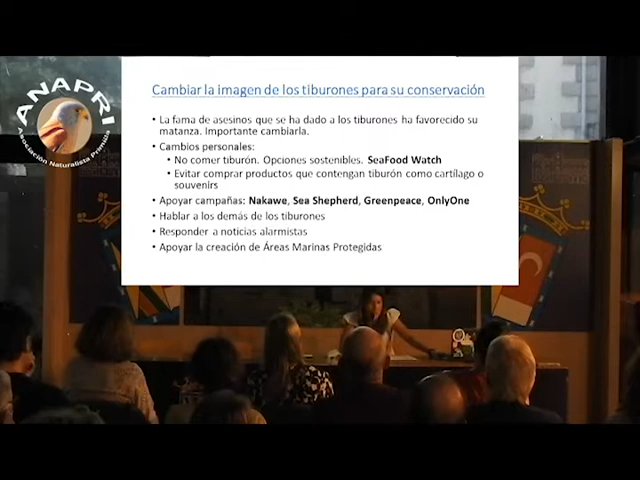 ANAPRI
Asociación Naturalista Primilla
Cambiar la imagen de los tiburones para su conservación
• La fama de asesinos que se ha dado a los tiburones ha favorecido su
matanza. Importante cambiarla.
• Cambios personales:
• No comer tiburón. Opciones sostenibles. SeaFood Watch
• Evitar comprar productos que contengan tiburón como cartílago o
souvenirs
• Apoyar campañas: Nakawe, Sea Shepherd, Greenpeace, OnlyOne
• Hablar a los demás de los tiburones
• Responder a noticias alarmistas
• Apoyar la creación de Áreas Marinas Protegidas